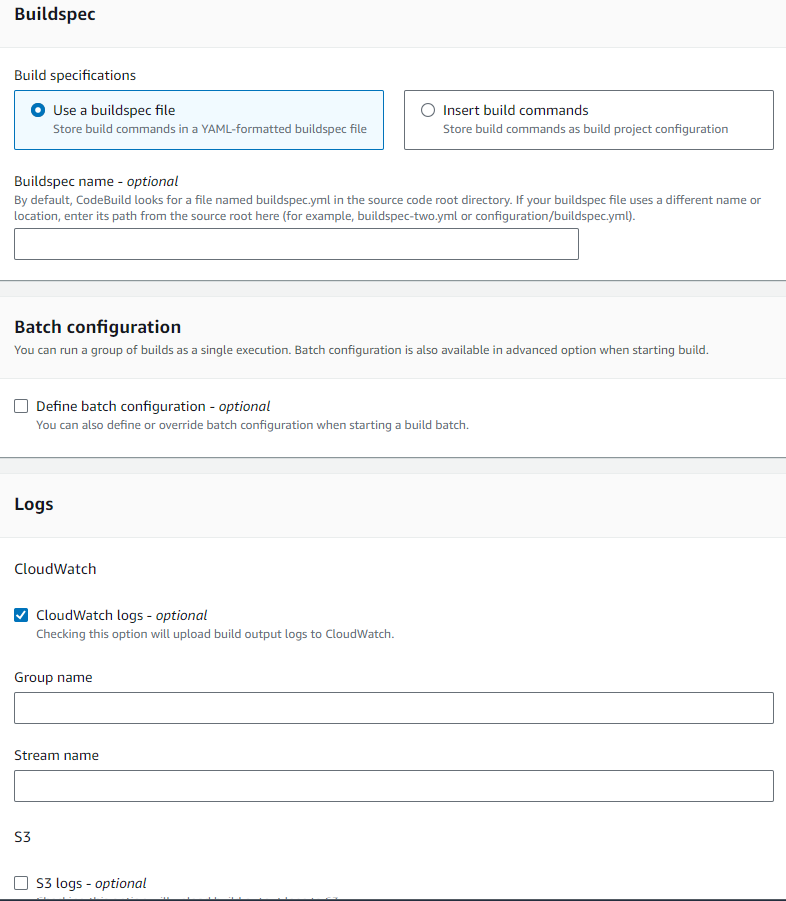 Buildspec
Build specifications
Use a buildspec file
Store build commands in a YAML-formatted buildspec file
Insert build commands
Store build commands as build project configuration
Buildspec name - optional
By default, CodeBuild looks for a file named buildspec.yml in the source code root directory. If your buildspec file uses a different name or
location, enter its path from the source root here (for example, buildspec-two.yml or configuration/buildspec.yml).
Batch configuration
You can run a group of builds as a single execution. Batch configuration is also available in advanced option when starting build.
Define batch configuration - optional
You can also define or override batch configuration when starting a build batch.
Logs
CloudWatch
CloudWatch logs - optional
Checking this option will upload build output logs to CloudWatch.
Group name
Stream name
S3
S3 logs - optional